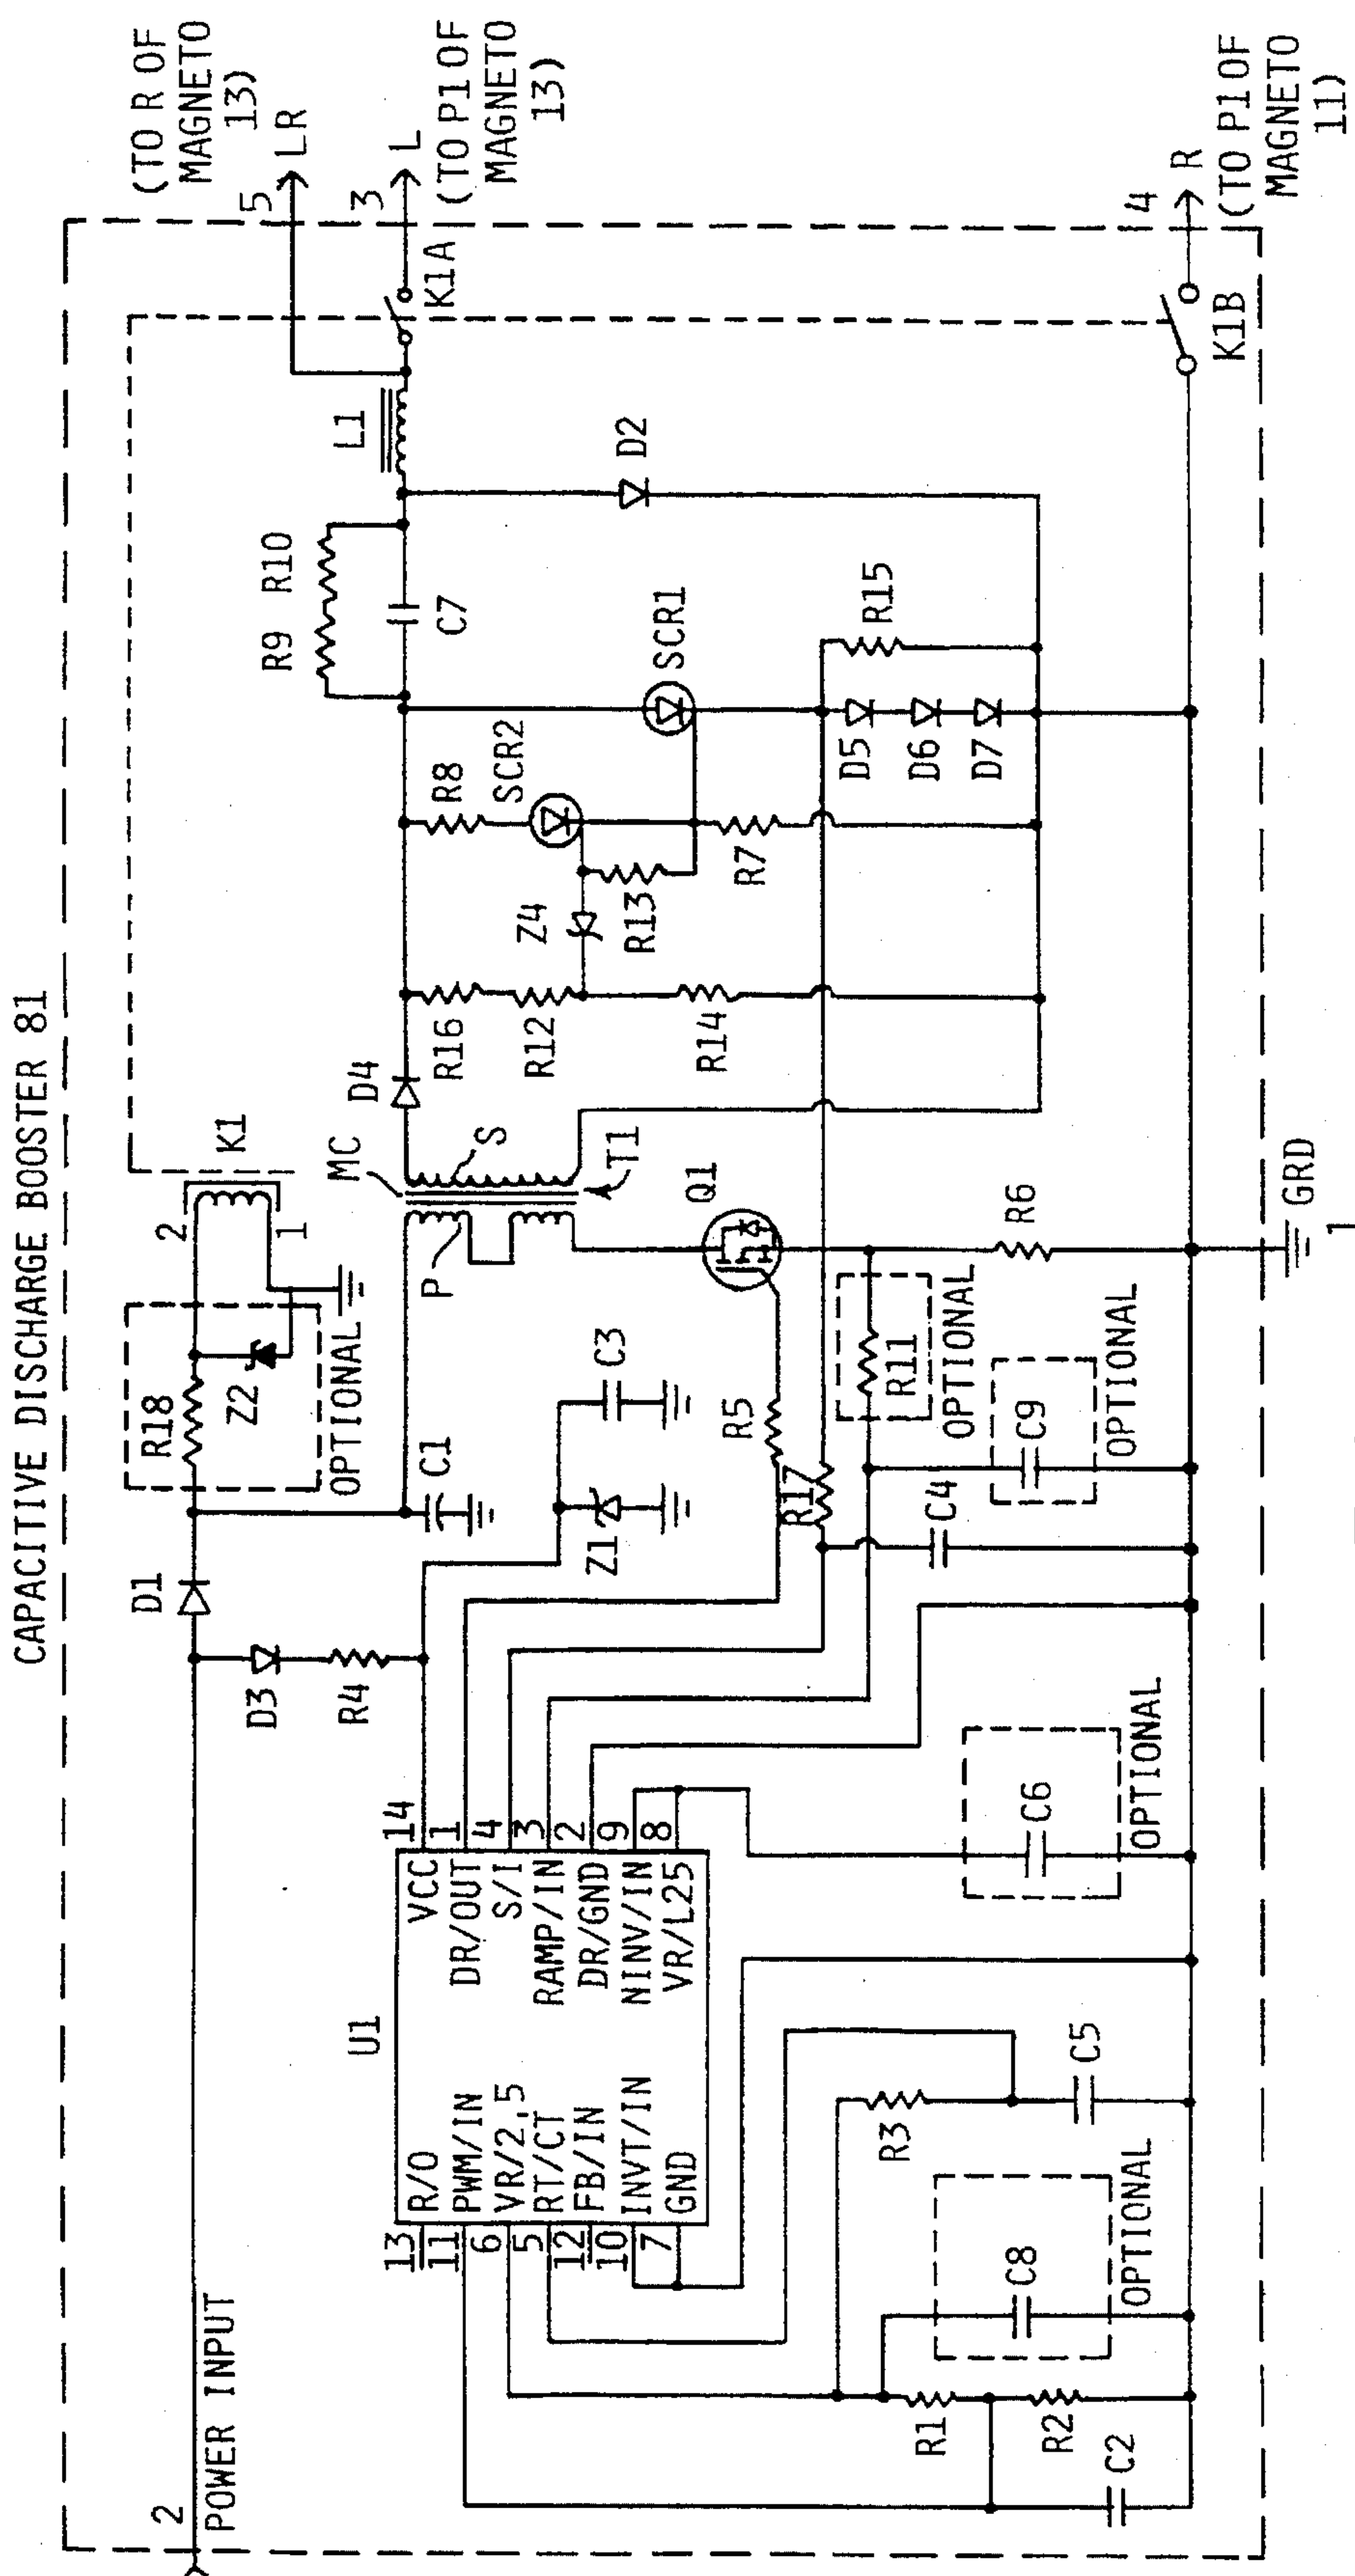 CAPACITIVE DISCHARGE BOOSTER 81
2
POWER INPUT
D1
D3
R4
R18
Z2
OPTIONAL
K1
2
1
C1
Z1
C3
MC
P
S
T1
D4
R16
R12
R14
Z4
R13
R8
SCR2
R7
SCR1
R9 R10
C7
L1
D2
D5
D6
D7
R15
K1A
K1B
5
LR
(TO R OF
MAGNETO
13)
3
L
(TO P1 OF
MAGNETO
13)
4
R
(TO P1 OF
MAGNETO
11)
U1
13
R/O
11
PWM/IN
6
VR/2,5
5
RT/CT
12
FB/IN
10
INVT/IN
7
GND
VCC
14
DR/OUT
1
S/I
4
RAMP/IN
3
DR/GND
2
NINV/IN
9
VR/L25
8
R5
Q1
R17
R11
OPTIONAL
R6
C4
C9
OPTIONAL
GRD
1
C6
OPTIONAL
R3
C5
C8
OPTIONAL
R1
R2
C2